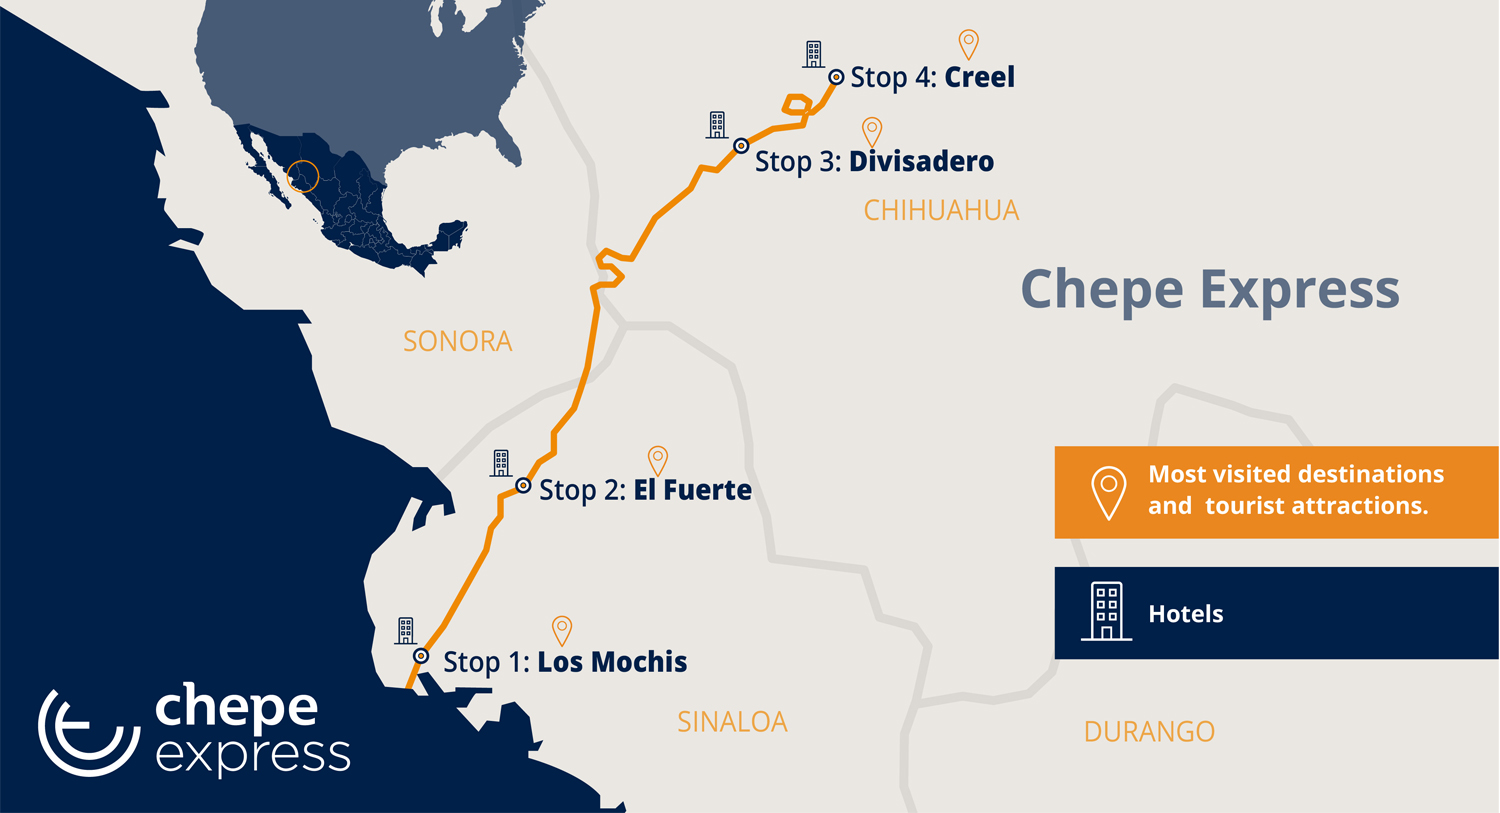 Stop 4: Creel
Stop 3: Divisadero
CHIHUAHUA
Chepe Express
SONORA
Most visited destinations
and tourist attractions.
Stop 2: El Fuerte
Hotels
Stop 1: Los Mochis
SINALOA
DURANGO
chepe
express